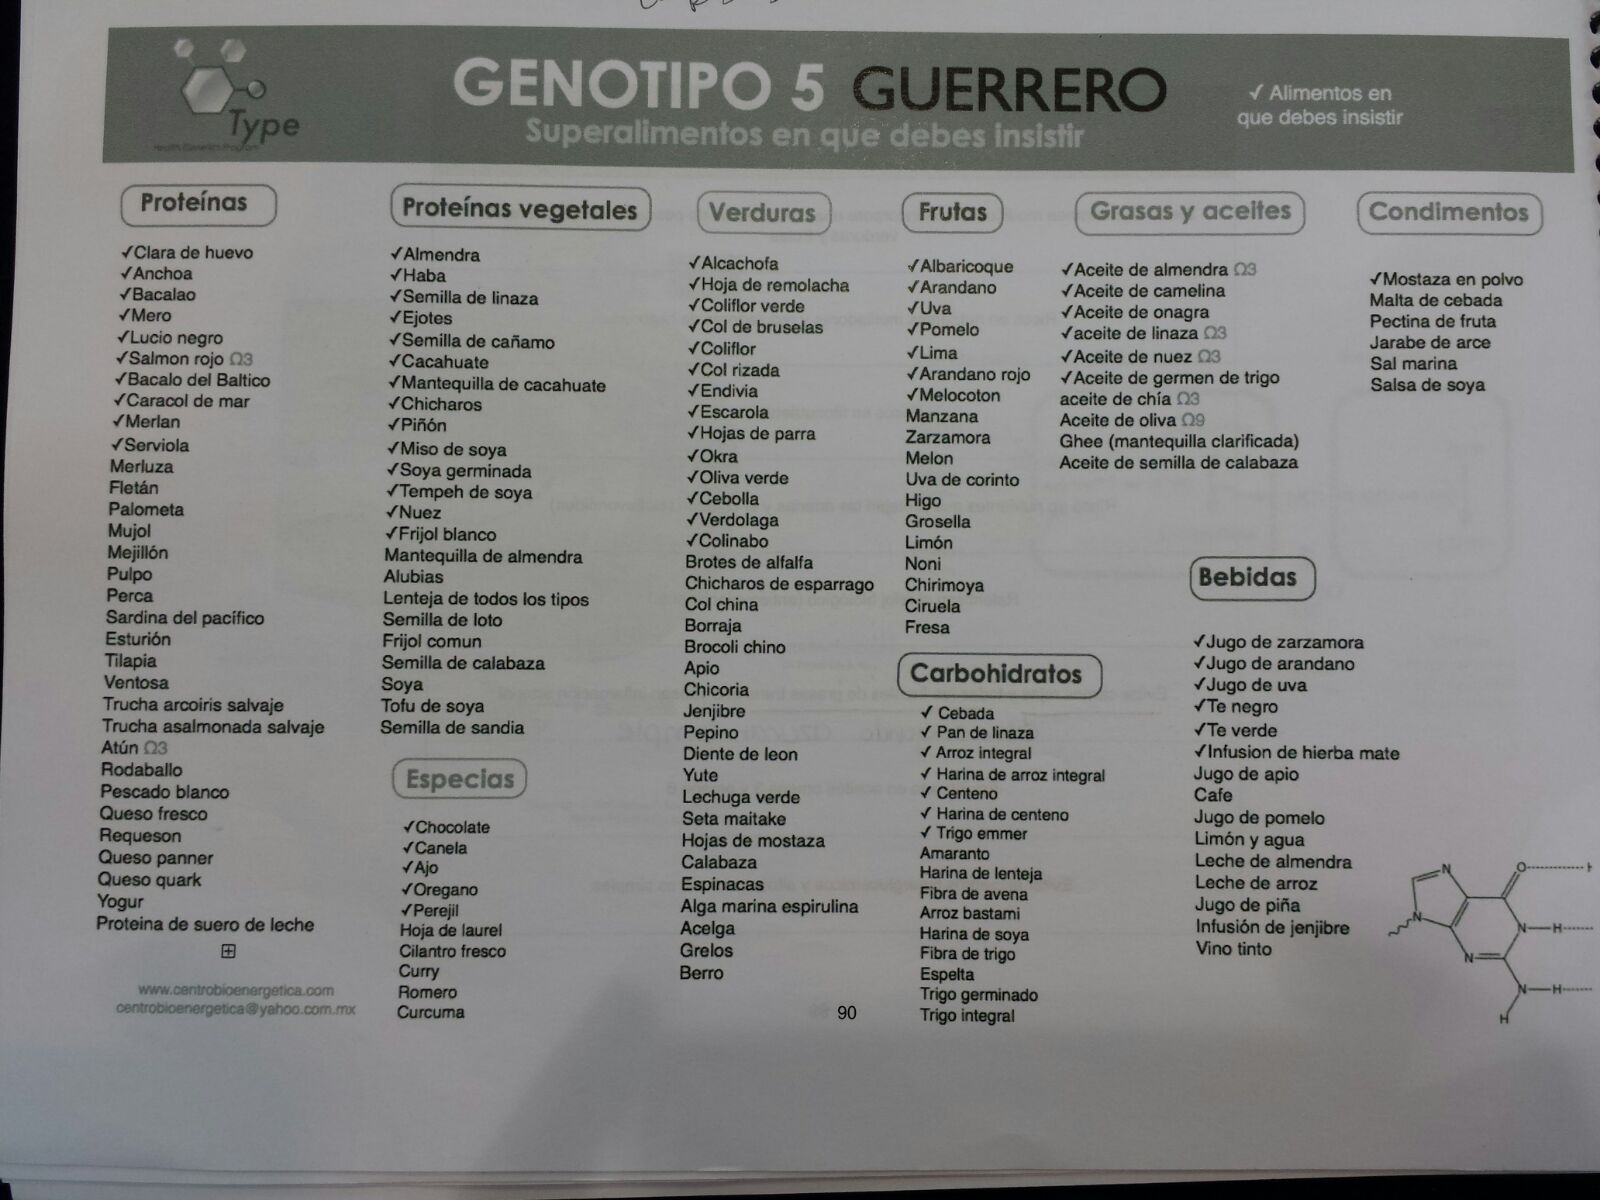 Type
GENOTIPO 5 GUERRERO
Superalimentos en que debes insistir
✓ Alimentos en
que debes insistir
Proteínas
✓Clara de huevo
✓Anchoa
✓Bacalao
✓Mero
✓Lucio negro
✓Salmon rojo Ω3
✓Bacalo del Baltico
✓Caracol de mar
✓Merlan
✓Serviola
Merluza
Fletán
Palometa
Mujol
Mejillón
Pulpo
Perca
Sardina del pacífico
Esturión
Tilapia
Ventosa
Trucha arcoiris salvaje
Trucha asalmonada salvaje
Atún Ω3
Rodaballo
Pescado blanco
Queso fresco
Requeson
Queso panner
Queso quark
Yogur
Proteina de suero de leche
www.centrobioenergetica.com
centrobioenergetica@yahoo.com.mx
Proteínas vegetales
✓Almendra
✓Haba
✓Semilla de linaza
✓Ejotes
✓Semilla de cañamo
✓Cacahuate
✓Mantequilla de cacahuate
✓Chicharos
✓Piñón
✓Miso de soya
✓Soya germinada
✓Tempeh de soya
✓Nuez
✓Frijol blanco
Mantequilla de almendra
Alubias
Lenteja de todos los tipos
Semilla de loto
Frijol comun
Semilla de calabaza
Soya
Tofu de soya
Semilla de sandia
Especias
✓Chocolate
✓Canela
✓Ajo
✓Oregano
✓Perejil
Hoja de laurel
Cilantro fresco
Curry
Romero
Curcuma
Verduras
✓Alcachofa
✓Hoja de remolacha
✓Coliflor verde
✓Col de bruselas
✓Coliflor
✓Col rizada
✓Endivia
✓Escarola
✓Hojas de parra
✓Okra
✓Oliva verde
✓Cebolla
✓Verdolaga
✓Colinabo
Brotes de alfalfa
Chicharos de esparrago
Col china
Borraja
Brocoli chino
Apio
Chicoria
Jenjibre
Pepino
Diente de leon
Yute
Lechuga verde
Seta maitake
Hojas de mostaza
Calabaza
Espinacas
Alga marina espirulina
Acelga
Grelos
Berro
90
Frutas
✓Albaricoque
✓Arandano
✓Uva
✓Pomelo
✓Lima
✓Arandano rojo
✓Melocoton
Manzana
Zarzamora
Melon
Uva de corinto
Higo
Grosella
Limón
Noni
Chirimoya
Ciruela
Fresa
Carbohidratos
✓ Cebada
✓ Pan de linaza
✓ Arroz integral
✓ Harina de arroz integral
✓ Centeno
✓ Harina de centeno
✓ Trigo emmer
Amaranto
Harina de lenteja
Fibra de avena
Arroz bastami
Harina de soya
Fibra de trigo
Espelta
Trigo germinado
Trigo integral
Grasas y aceites
✓Aceite de almendra Ω3
✓Aceite de camelina
✓Aceite de onagra
✓aceite de linaza Ω3
✓Aceite de nuez Ω3
✓Aceite de germen de trigo
aceite de chía Ω3
Aceite de oliva Ω9
Ghee (mantequilla clarificada)
Aceite de semilla de calabaza
Condimentos
✓Mostaza en polvo
Malta de cebada
Pectina de fruta
Jarabe de arce
Sal marina
Salsa de soya
Bebidas
✓Jugo de zarzamora
✓Jugo de arandano
✓Jugo de uva
✓Te negro
✓Te verde
✓Infusion de hierba mate
Jugo de apio
Cafe
Jugo de pomelo
Limón y agua
Leche de almendra
Leche de arroz
Jugo de piña
Infusión de jenjibre
Vino tinto
N O H
N N H
N N H
H